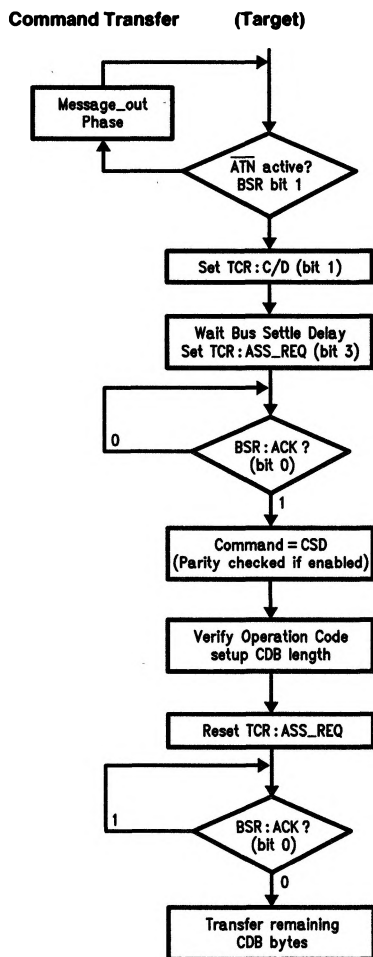 Command Transfer (Target)
Message_out
Phase
ATN active?
BSR bit 1
Set TCR:C/D (bit 1)
Wait Bus Settle Delay
Set TCR:ASS_REQ (bit 3)
0
BSR:ACK?
(bit 0)
1
Command = CSD
(Parity checked if enabled)
Verify Operation Code
setup CDB length
Reset TCR:ASS_REQ
1
BSR:ACK?
(bit 0)
0
Transfer remaining
CDB bytes